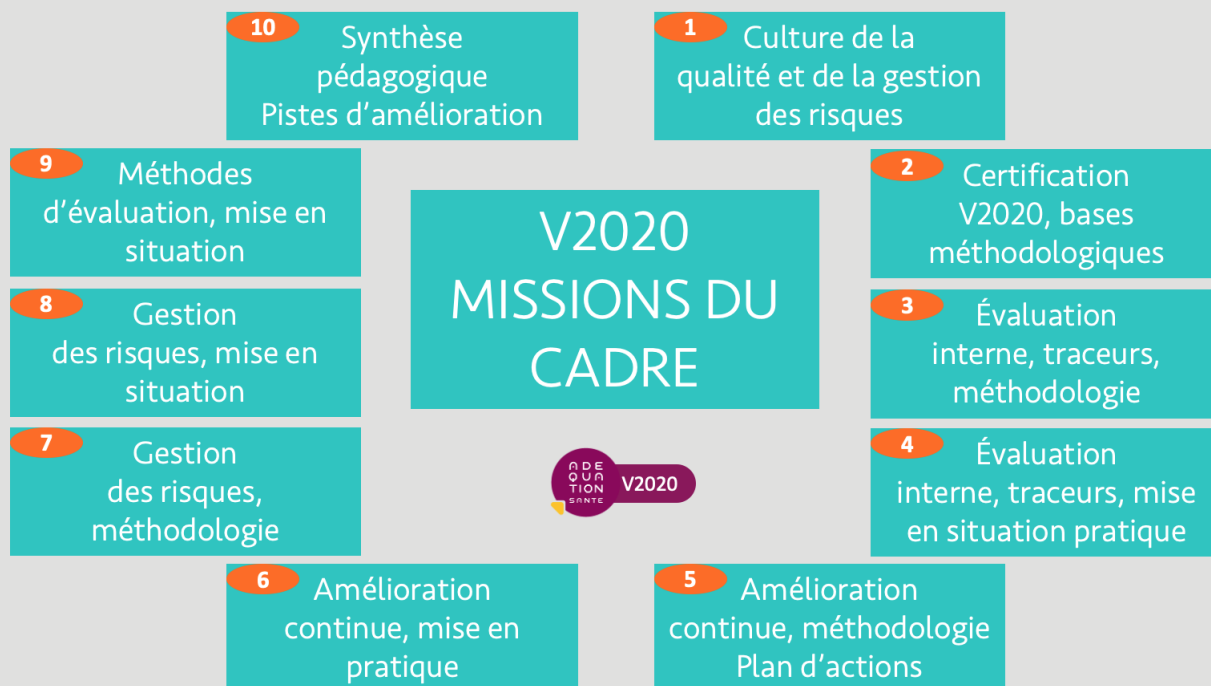 10
Synthèse
pédagogique
Pistes d'amélioration
1
Culture de la
qualité et de la gestion
des risques
9
Méthodes
d'évaluation, mise en
situation
2
Certification
V2020, bases
méthodologiques
V2020
MISSIONS DU
CADRE
8
Gestion
des risques, mise en
situation
3
Évaluation
interne, traceurs,
méthodologie
7
Gestion
des risques,
méthodologie
4
Évaluation
interne, traceurs, mise
en situation pratique
ADE
QUA
TION
SANTE
V2020
6
Amélioration
continue, mise en
pratique
5
Amélioration
continue, méthodologie
Plan d'actions